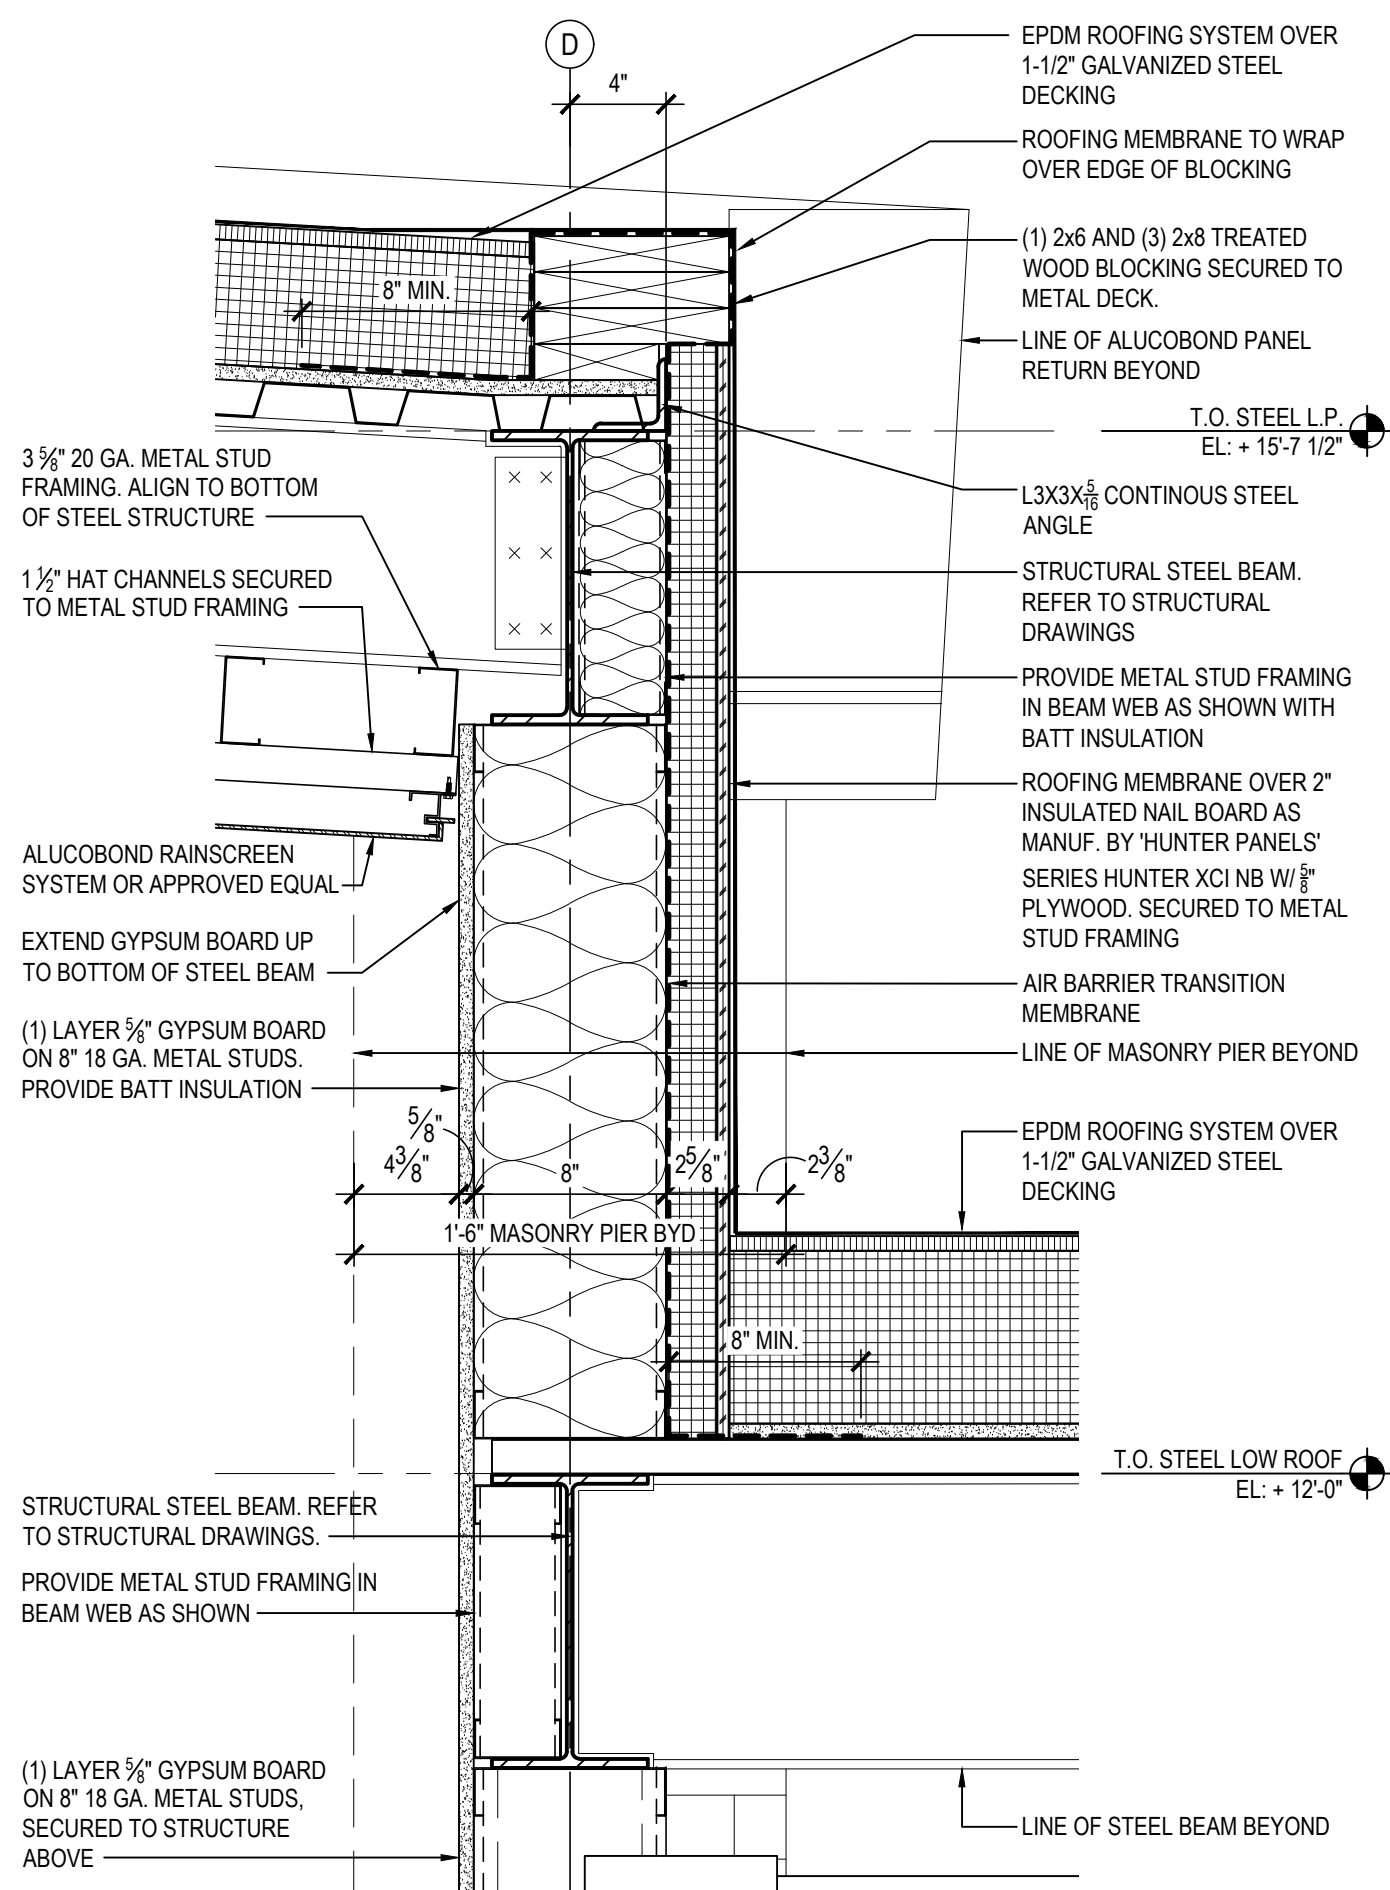 D
4"
EPDM ROOFING SYSTEM OVER
1-1/2" GALVANIZED STEEL
DECKING
ROOFING MEMBRANE TO WRAP
OVER EDGE OF BLOCKING
(1) 2x6 AND (3) 2x8 TREATED
WOOD BLOCKING SECURED TO
METAL DECK.
8" MIN.
LINE OF ALUCOBOND PANEL
RETURN BEYOND
T.O. STEEL L.P.
EL: + 15'-7 1/2"
3 5/8" 20 GA. METAL STUD
FRAMING. ALIGN TO BOTTOM
OF STEEL STRUCTURE
L3X3X5/16 CONTINOUS STEEL
ANGLE
1 1/2" HAT CHANNELS SECURED
TO METAL STUD FRAMING
STRUCTURAL STEEL BEAM.
REFER TO STRUCTURAL
DRAWINGS
PROVIDE METAL STUD FRAMING
IN BEAM WEB AS SHOWN WITH
BATT INSULATION
ROOFING MEMBRANE OVER 2"
INSULATED NAIL BOARD AS
MANUF. BY 'HUNTER PANELS'
SERIES HUNTER XCI NB W/ 5/8"
PLYWOOD. SECURED TO METAL
STUD FRAMING
ALUCOBOND RAINSCREEN
SYSTEM OR APPROVED EQUAL
EXTEND GYPSUM BOARD UP
TO BOTTOM OF STEEL BEAM
AIR BARRIER TRANSITION
MEMBRANE
(1) LAYER 5/8" GYPSUM BOARD
ON 8" 18 GA. METAL STUDS.
PROVIDE BATT INSULATION
LINE OF MASONRY PIER BEYOND
5/8"
4 3/8"
8"
2 5/8"
2 3/8"
EPDM ROOFING SYSTEM OVER
1-1/2" GALVANIZED STEEL
DECKING
1'-6" MASONRY PIER BYD
8" MIN.
T.O. STEEL LOW ROOF
EL: + 12'-0"
STRUCTURAL STEEL BEAM. REFER
TO STRUCTURAL DRAWINGS.
PROVIDE METAL STUD FRAMING IN
BEAM WEB AS SHOWN
(1) LAYER 5/8" GYPSUM BOARD
ON 8" 18 GA. METAL STUDS,
SECURED TO STRUCTURE
ABOVE
LINE OF STEEL BEAM BEYOND